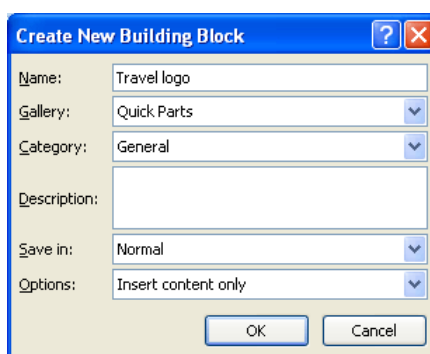 Create New Building Block
Name: Travel logo
Gallery: Quick Parts
Category: General
Description:
Save in: Normal
Options: Insert content only
OK Cancel